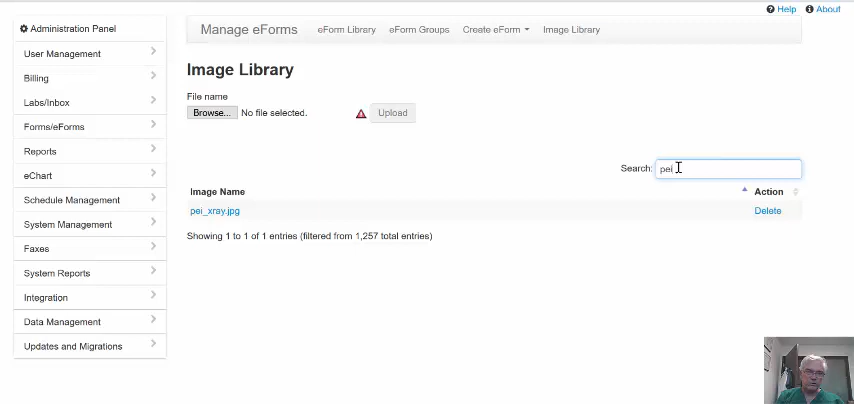 Help About
Administration Panel
User Management
Billing
Labs/Inbox
Forms/eForms
Reports
eChart
Schedule Management
System Management
Faxes
System Reports
Integration
Data Management
Updates and Migrations
Manage eForms eForm Library eForm Groups Create eForm Image Library
Image Library
File name
Browse... No file selected. Upload
Search: pei
Image Name Action
pei_xray.jpg Delete
Showing 1 to 1 of 1 entries (filtered from 1,257 total entries)